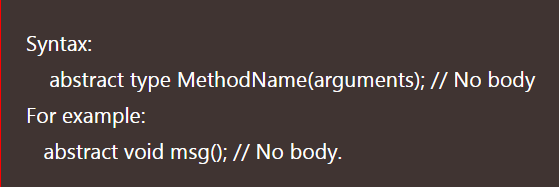 Syntax:
abstract type MethodName(arguments); // No body
For example:
abstract void msg(); // No body.